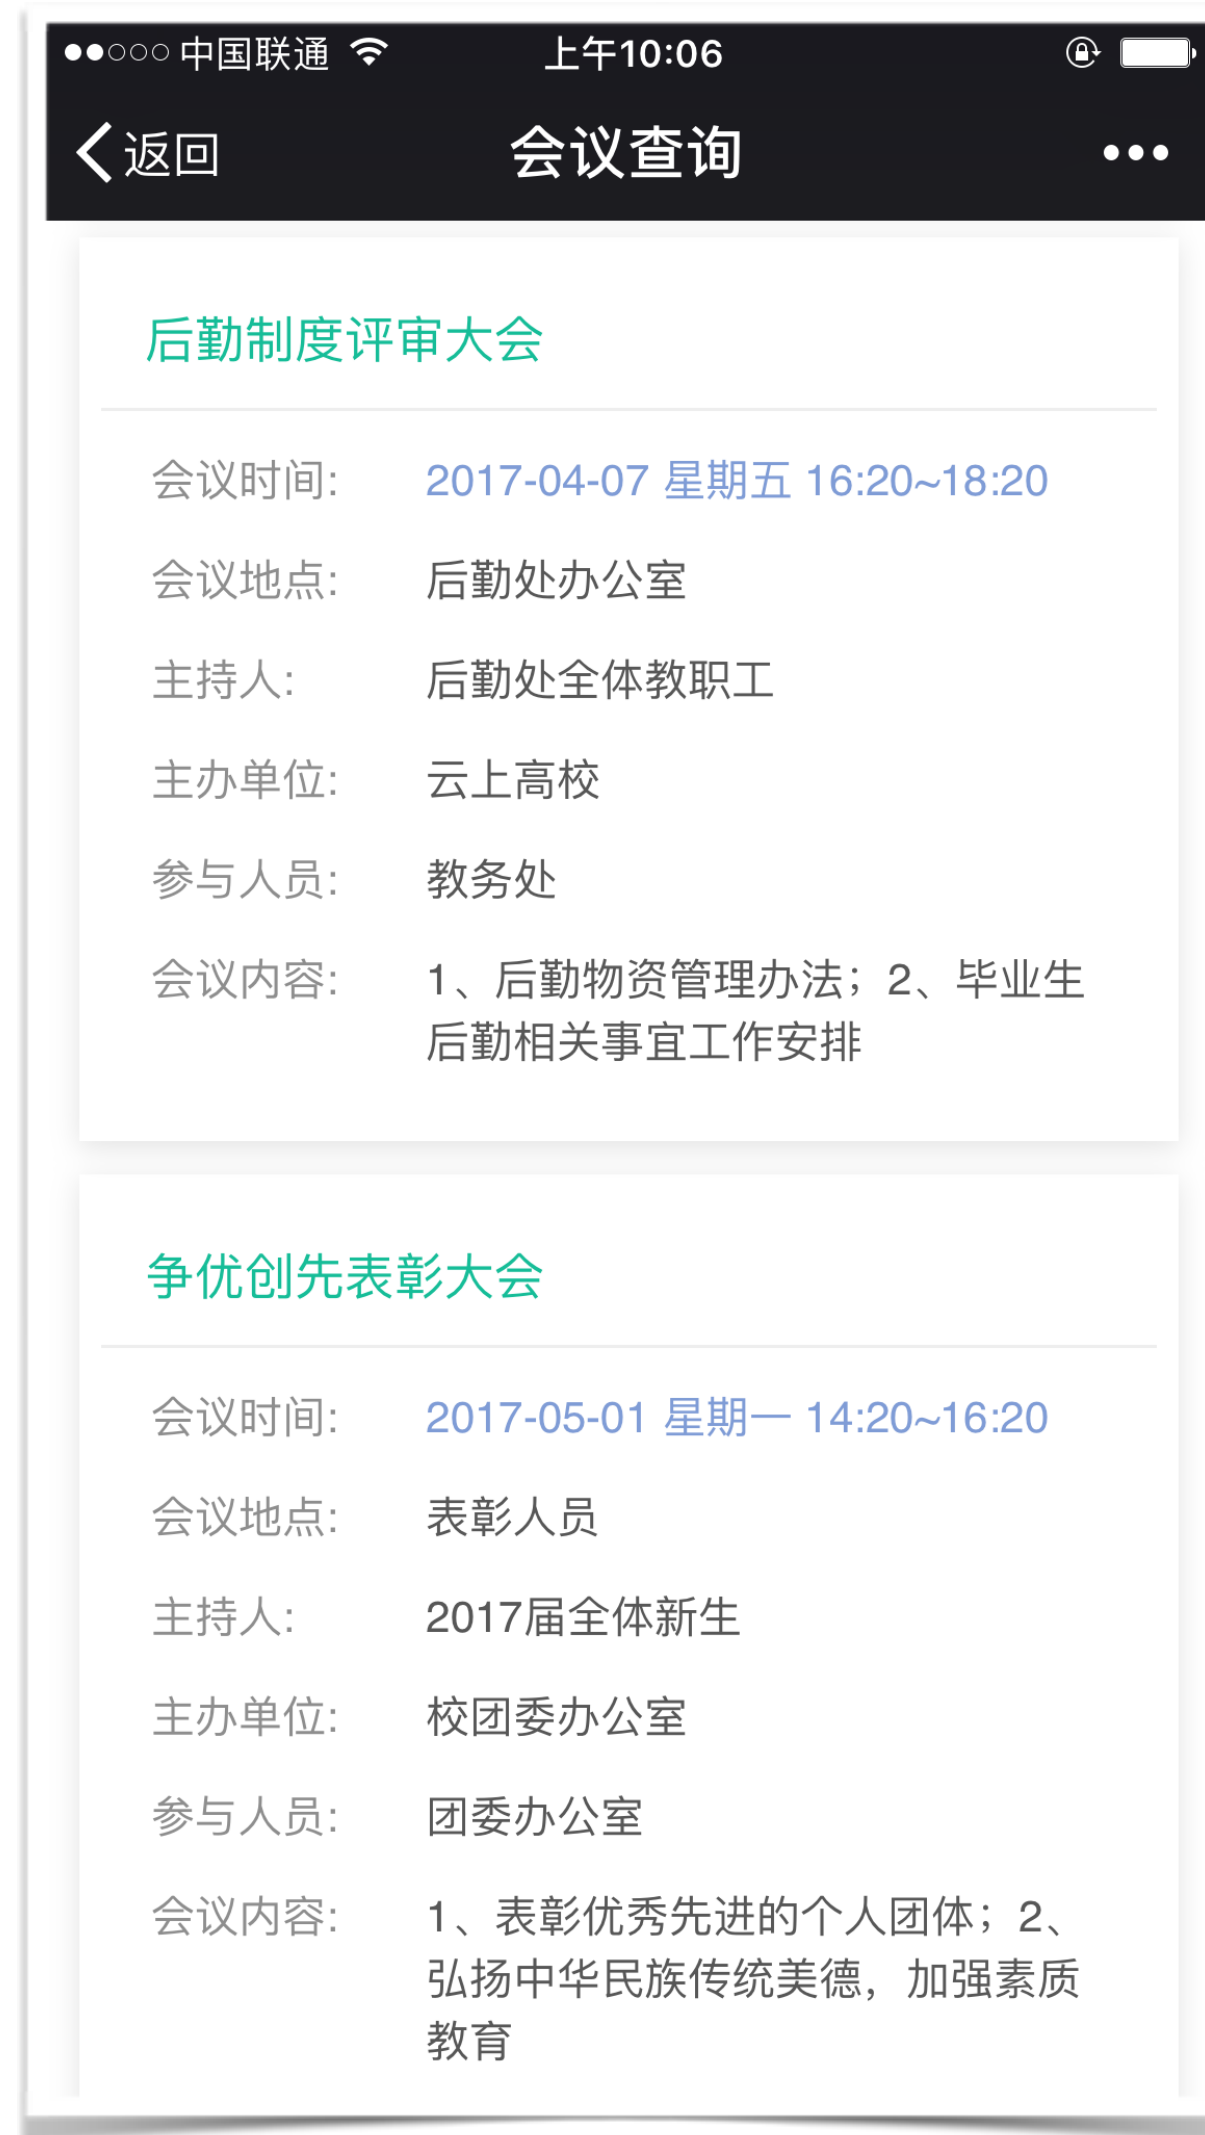 中国联通 上午10:06
返回 会议查询
后勤制度评审大会
会议时间: 2017-04-07 星期五 16:20~18:20
会议地点: 后勤处办公室
主持人: 后勤处全体教职工
主办单位: 云上高校
参与人员: 教务处
会议内容: 1、后勤物资管理办法；2、毕业生
后勤相关事宜工作安排
争优创先表彰大会
会议时间: 2017-05-01 星期一 14:20~16:20
会议地点: 表彰人员
主持人: 2017届全体新生
主办单位: 校团委办公室
参与人员: 团委办公室
会议内容: 1、表彰优秀先进的个人团体；2、
弘扬中华民族传统美德，加强素质
教育